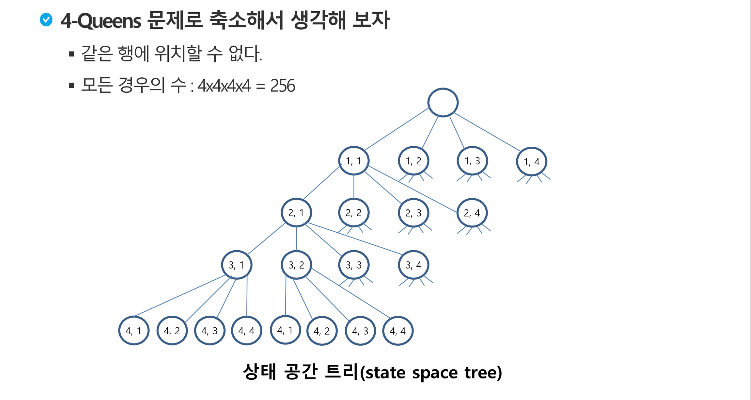 4-Queens 문제로 축소해서 생각해 보자
▪ 같은 행에 위치할 수 없다.
▪ 모든 경우의 수 : 4x4x4x4 = 256
1, 1 1, 2 1, 3 1, 4
2, 1 2, 2 2, 3 2, 4
3, 1 3, 2 3, 3 3, 4
4, 1 4, 2 4, 3 4, 4 4, 1 4, 2 4, 3 4, 4
상태 공간 트리(state space tree)